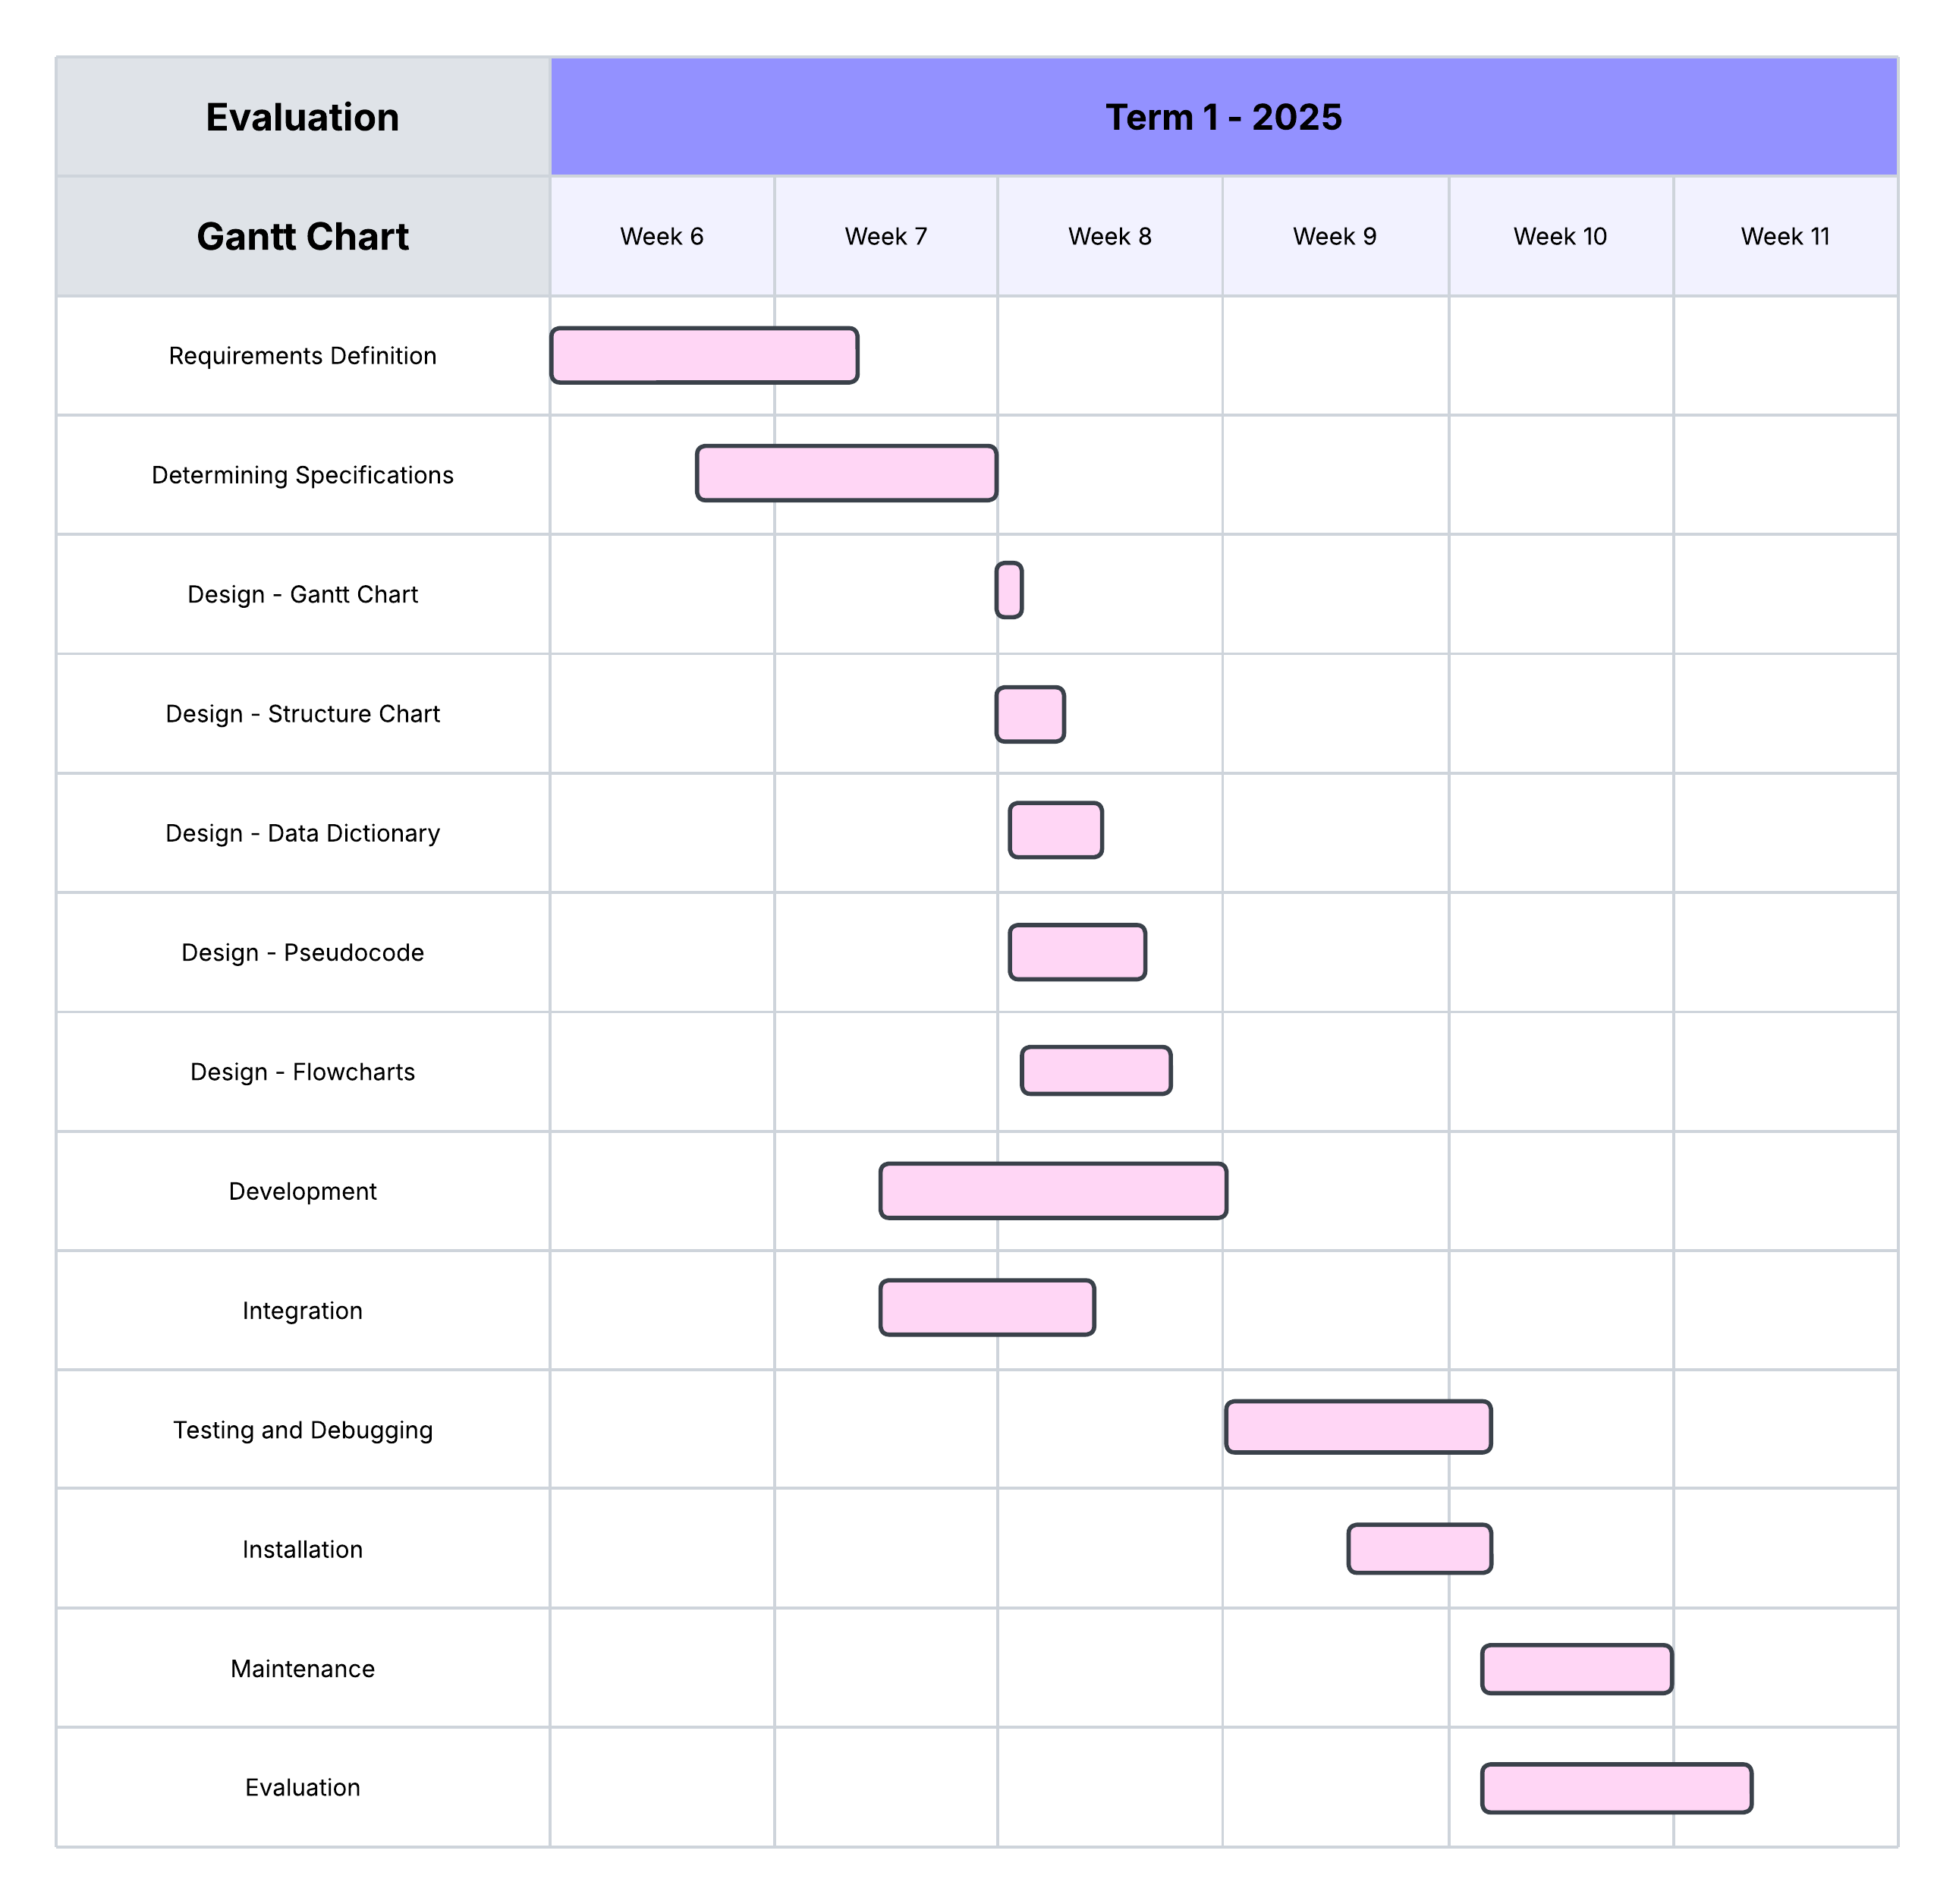 Evaluation
Term 1 - 2025
Gantt Chart
Week 6
Week 7
Week 8
Week 9
Week 10
Week 11
Requirements Definition
Determining Specifications
Design - Gantt Chart
Design - Structure Chart
Design - Data Dictionary
Design - Pseudocode
Design - Flowcharts
Development
Integration
Testing and Debugging
Installation
Maintenance
Evaluation